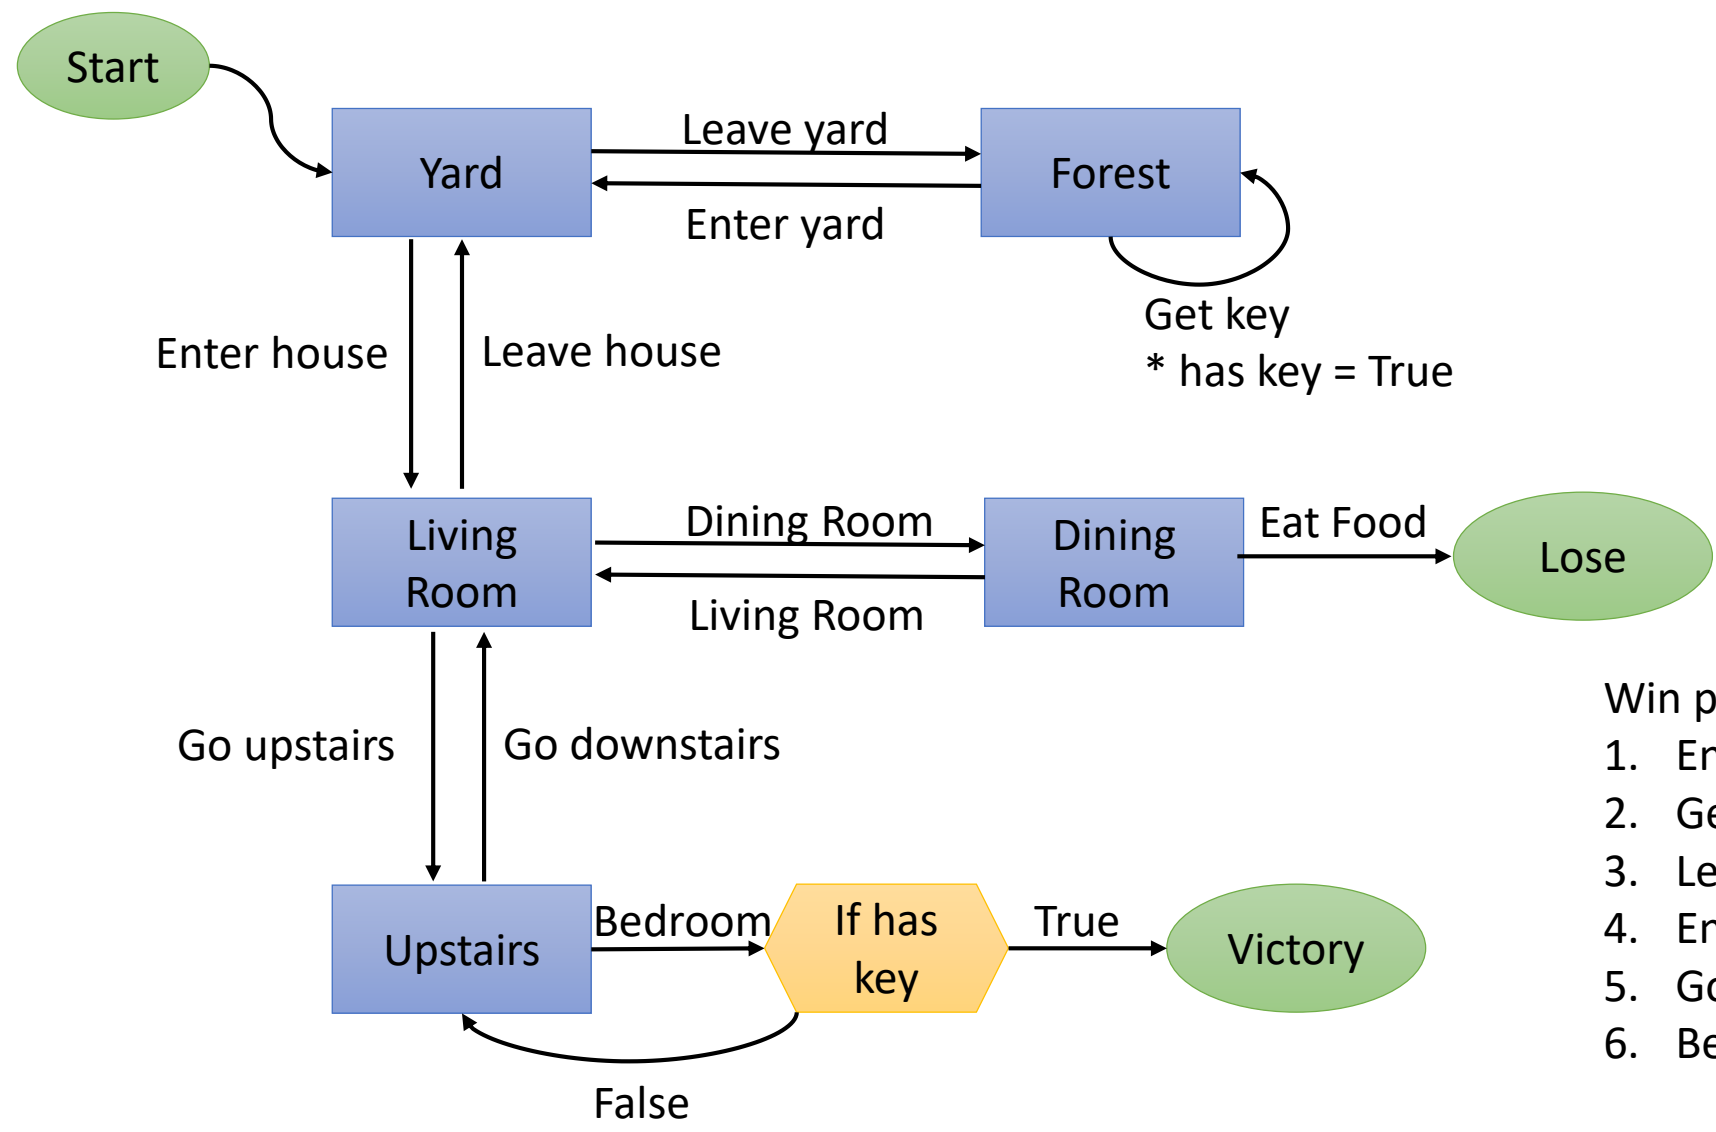 Start
Yard
Leave yard
Enter yard
Forest
Get key
* has key = True
Enter house
Leave house
Living
Room
Dining Room
Living Room
Dining
Room
Eat Food
Lose
Go upstairs
Go downstairs
Upstairs
Bedroom
If has
key
True
Victory
False
Win
1.
2.
3.
4.
5.
6.